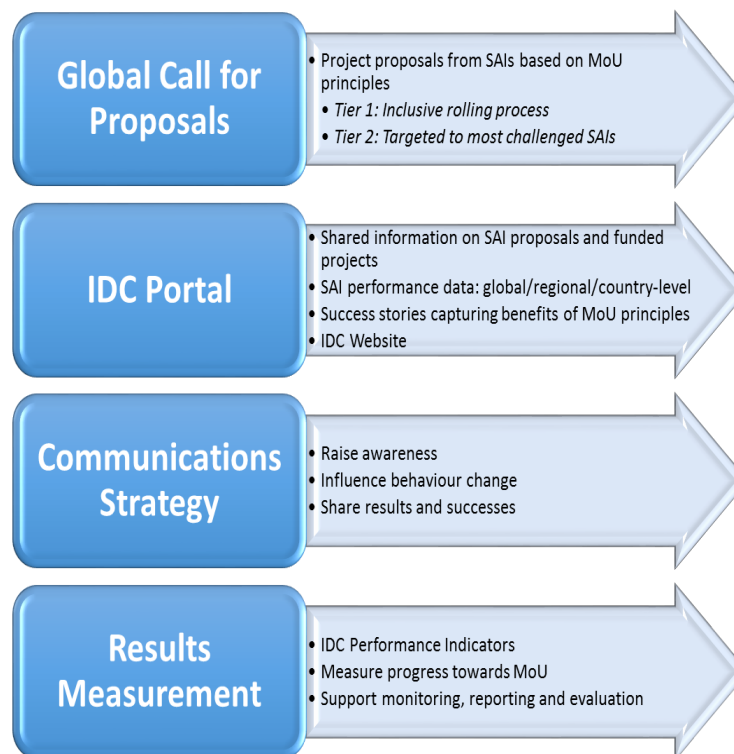 Global Call for
Proposals
• Project proposals from SAIs based on MoU
principles
• Tier 1: Inclusive rolling process
• Tier 2: Targeted to most challenged SAIs
IDC Portal
• Shared information on SAI proposals and funded
projects
• SAI performance data: global/regional/country-level
• Success stories capturing benefits of MoU principles
• IDC Website
Communications
Strategy
• Raise awareness
• Influence behaviour change
• Share results and successes
Results
Measurement
• IDC Performance Indicators
• Measure progress towards MoU
• Support monitoring, reporting and evaluation